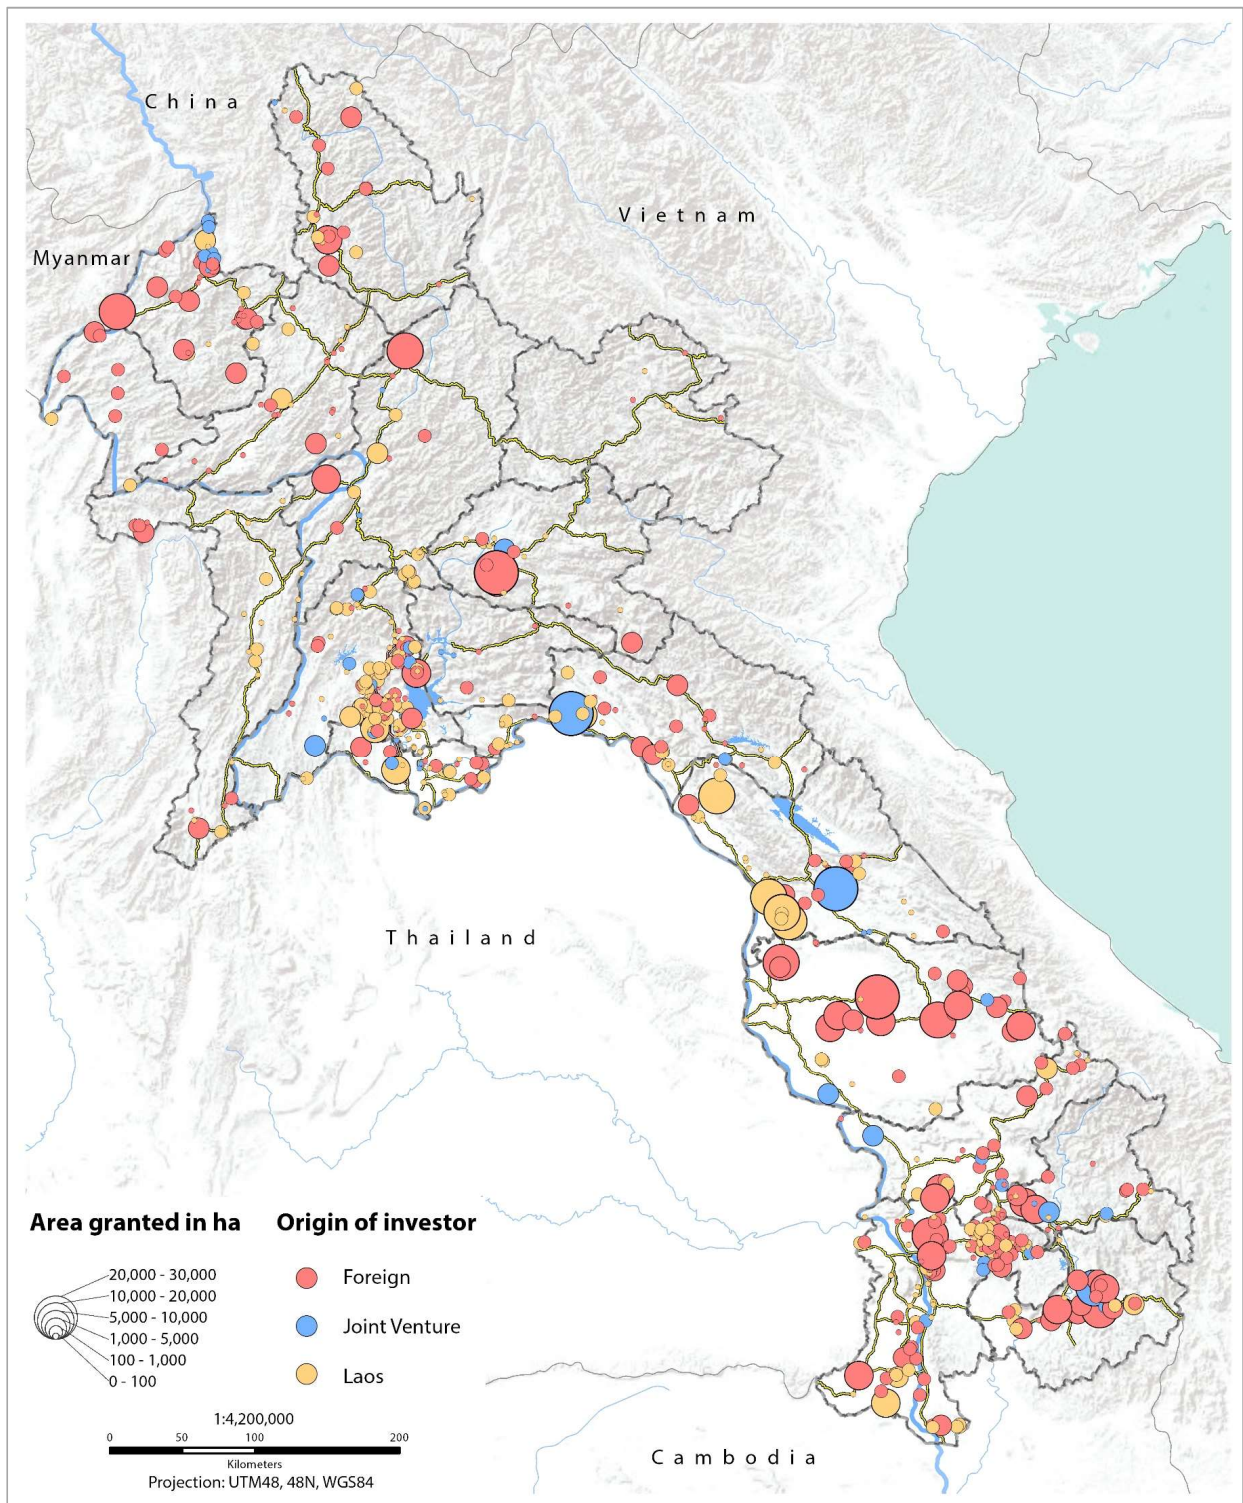 China
Vietnam
Myanmar
Thailand
Cambodia
Area granted in ha
20,000 - 30,000
10,000 - 20,000
5,000 - 10,000
1,000 - 5,000
100 - 1,000
0 - 100
Origin of investor
Foreign
Joint Venture
Laos
1:4,200,000
0 50 100 200
Kilometers
Projection: UTM48, 48N, WGS84